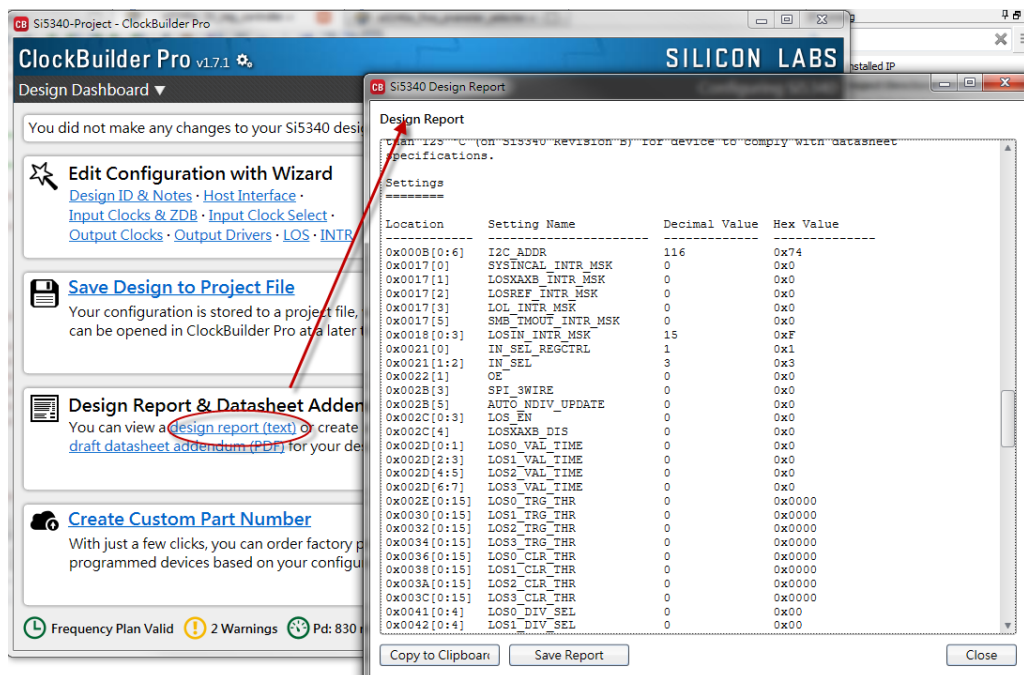 Si5340-Project - ClockBuilder Pro
ClockBuilder Pro v1.7.1
SILICON LABS
Design Dashboard ▼
You did not make any changes to your Si5340 desi
Edit Configuration with Wizard
Design ID & Notes · Host Interface ·
Input Clocks & ZDB · Input Clock Select ·
Output Clocks · Output Drivers · LOS · INTR
Save Design to Project File
Your configuration is stored to a project file,
can be opened in ClockBuilder Pro at a later t
Design Report & Datasheet Adden
You can view a design report (text) or create
draft datasheet addendum (PDF) for your de
Create Custom Part Number
With just a few clicks, you can order factory p
programmed devices based on your configu
Frequency Plan Valid 2 Warnings Pd: 830
nstalled IP
Si5340 Design Report
Design Report
than 125 °C (on Si5340 Revision B) for device to comply with datasheet
specifications.
Settings
========
Location Setting Name Decimal Value Hex Value
------------ --------------------- ------------- --------------
0x000B[0:6] I2C_ADDR 116 0x74
0x0017[0] SYSINCAL_INTR_MSK 0 0x0
0x0017[1] LOSXAXB_INTR_MSK 0 0x0
0x0017[2] LOSREF_INTR_MSK 0 0x0
0x0017[3] LOL_INTR_MSK 0 0x0
0x0017[5] SMB_TMOUT_INTR_MSK 0 0x0
0x0018[0:3] LOSIN_INTR_MSK 15 0xF
0x0021[0] IN_SEL_REGCTRL 1 0x1
0x0021[1:2] IN_SEL 3 0x3
0x0022[1] OE 0 0x0
0x002B[3] SPI_3WIRE 0 0x0
0x002B[5] AUTO_NDIV_UPDATE 0 0x0
0x002C[0:3] LOS_EN 0 0x0
0x002C[4] LOSXAXB_DIS 0 0x0
0x002D[0:1] LOS0_VAL_TIME 0 0x0
0x002D[2:3] LOS1_VAL_TIME 0 0x0
0x002D[4:5] LOS2_VAL_TIME 0 0x0
0x002D[6:7] LOS3_VAL_TIME 0 0x0
0x002E[0:15] LOS0_TRG_THR 0 0x0000
0x0030[0:15] LOS1_TRG_THR 0 0x0000
0x0032[0:15] LOS2_TRG_THR 0 0x0000
0x0034[0:15] LOS3_TRG_THR 0 0x0000
0x0036[0:15] LOS0_CLR_THR 0 0x0000
0x0038[0:15] LOS1_CLR_THR 0 0x0000
0x003A[0:15] LOS2_CLR_THR 0 0x0000
0x003C[0:15] LOS3_CLR_THR 0 0x0000
0x0041[0:4] LOS0_DIV_SEL 0 0x00
0x0042[0:4] LOS1_DIV_SEL 0 0x00
Copy to Clipboar Save Report Close